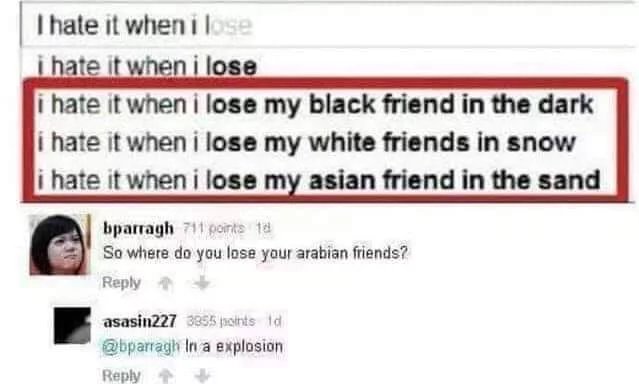 I hate it when i lose
i hate it when i lose
i hate it when i lose my black friend in the dark
i hate it when i lose my white friends in snow
i hate it when i lose my asian friend in the sand
bparragh 711 points 1d
So where do you lose your arabian friends?
Reply
asasin227 3955 points 1d
@bparragh In a explosion
Reply